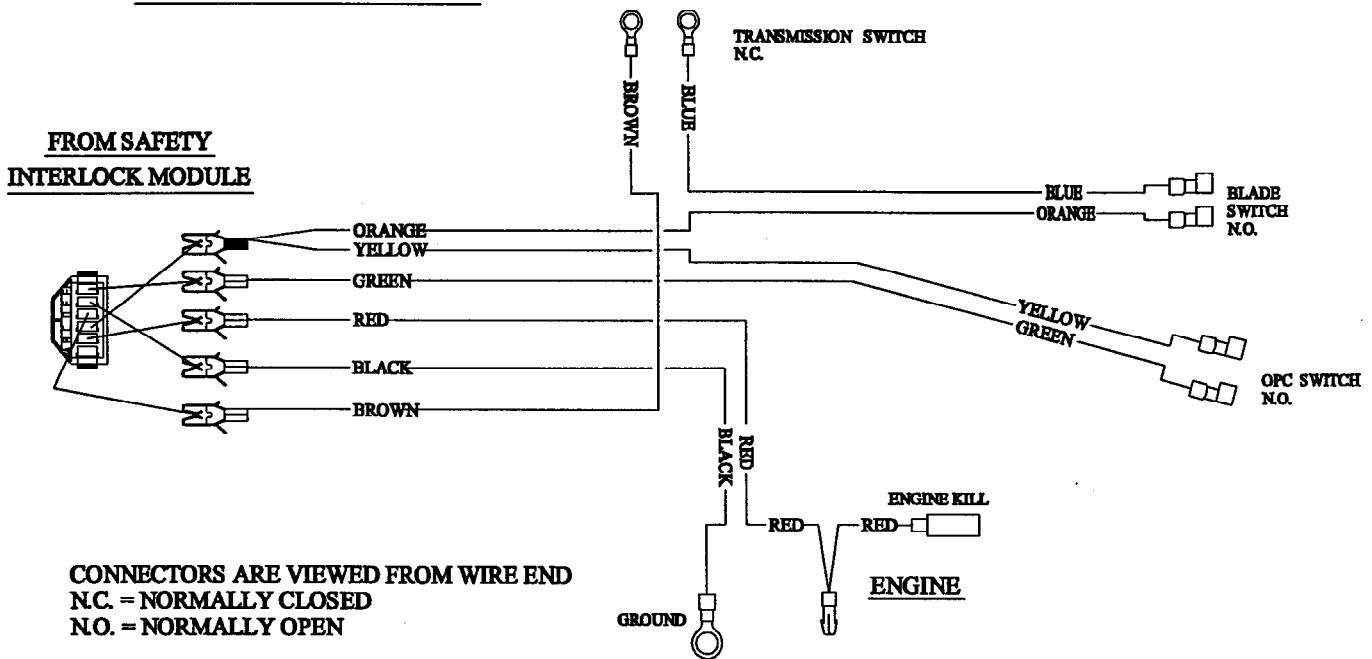 TRANSMISSION SWITCH
N.C.
BROWN
BLUE
FROM SAFETY
INTERLOCK MODULE
BLUE
ORANGE
BLADE
SWITCH
N.O.
ORANGE
YELLOW
GREEN
RED
BLACK
BROWN
YELLOW
GREEN
OPC SWITCH
N.O.
BLACK
RED
ENGINE KILL
RED
RED
ENGINE
CONNECTORS ARE VIEWED FROM WIRE END
N.C. = NORMALLY CLOSED
N.O. = NORMALLY OPEN
GROUND